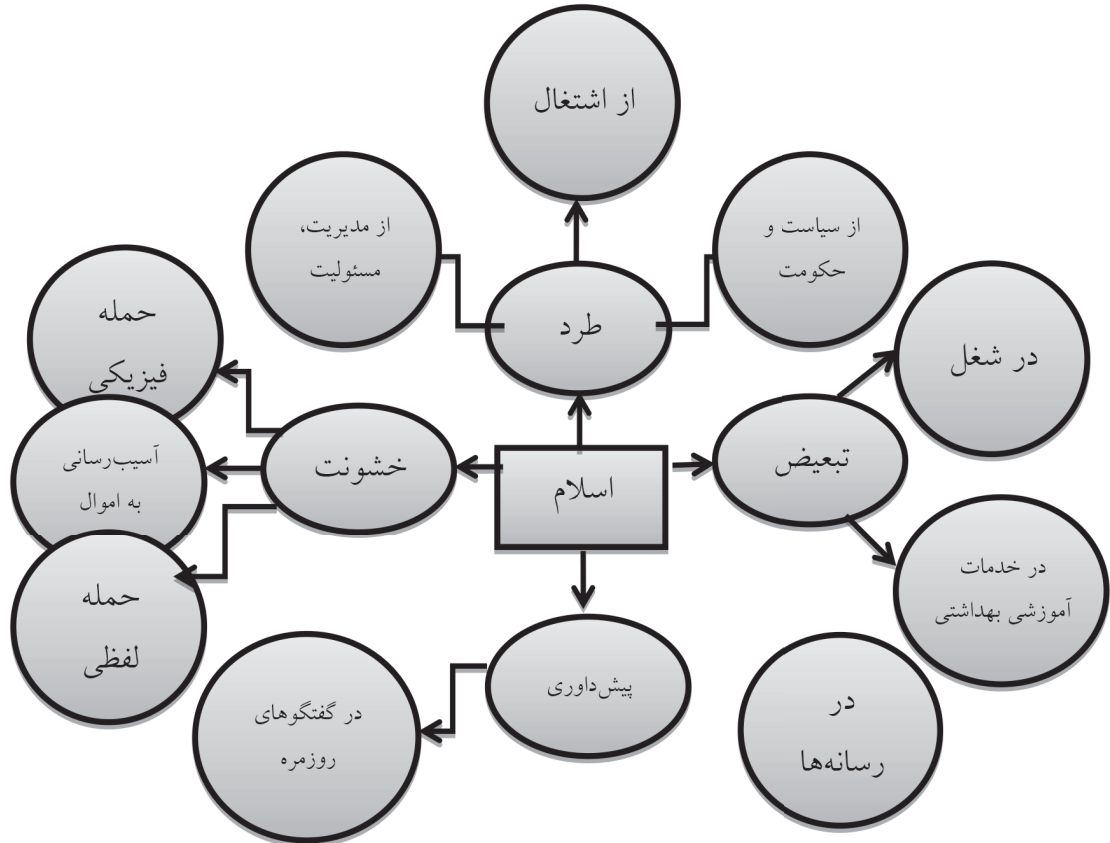 از اشتغال
از سیاست و
حکومت
از مدیریت،
مسئولیت
طرد
در شغل
حمله
فیزیکی
تبعیض
خشونت
اسلام
آسیب‌رسانی
به اموال
در خدمات
آموزشی بهداشتی
حمله
لفظی
پیش‌داوری
در
رسانه‌ها
در گفتگوهای
روزمره